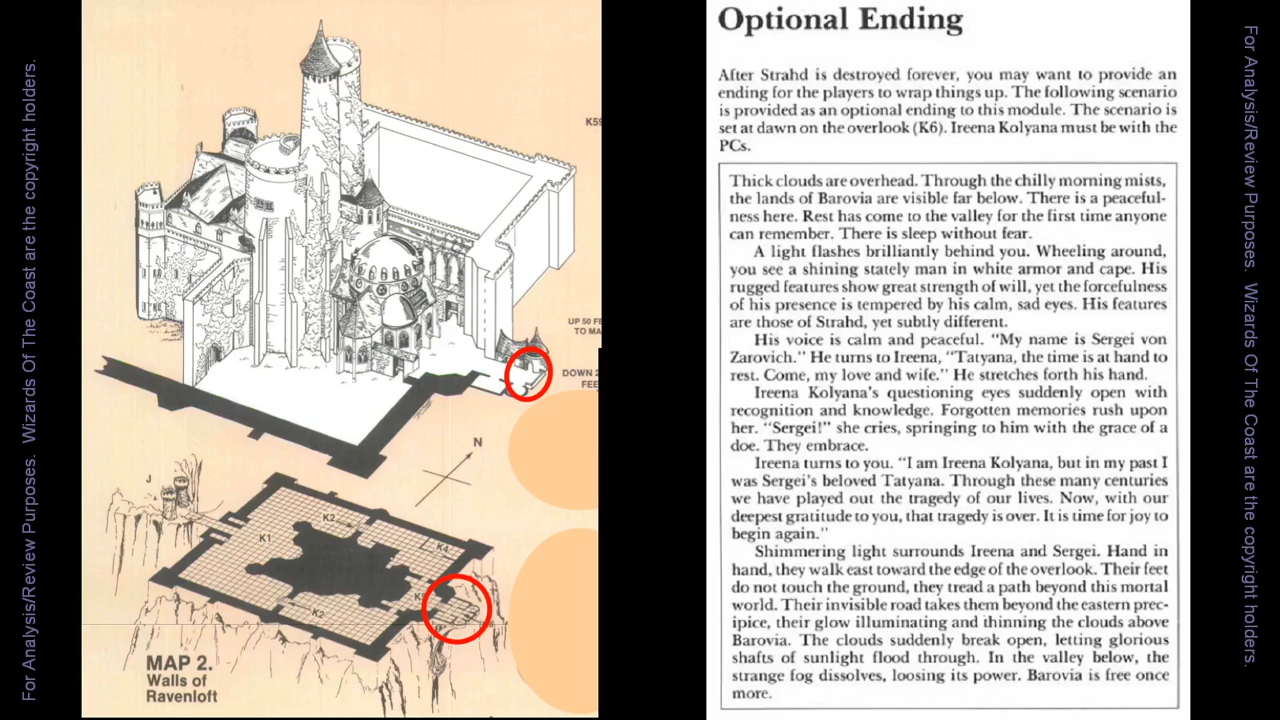 For Analysis/Review Purposes.  Wizards Of The Coast are the copyright holders.
K59
UP 50 FE
TO MA
DOWN 2
FEE
N
J
K2
K1
K4
K2
MAP 2.
Walls of
Ravenloft
Optional Ending
After Strahd is destroyed forever, you may want to provide an
ending for the players to wrap things up. The following scenario
is provided as an optional ending to this module. The scenario is
set at dawn on the overlook (K6). Ireena Kolyana must be with the
PCs.
Thick clouds are overhead. Through the chilly morning mists,
the lands of Barovia are visible far below. There is a peaceful-
ness here. Rest has come to the valley for the first time anyone
can remember. There is sleep without fear.
A light flashes brilliantly behind you. Wheeling around,
you see a shining stately man in white armor and cape. His
rugged features show great strength of will, yet the forcefulness
of his presence is tempered by his calm, sad eyes. His features
are those of Strahd, yet subtly different.
His voice is calm and peaceful. "My name is Sergei von
Zarovich." He turns to Ireena, "Tatyana, the time is at hand to
rest. Come, my love and wife." He stretches forth his hand.
Ireena Kolyana's questioning eyes suddenly open with
recognition and knowledge. Forgotten memories rush upon
her. "Sergei!" she cries, springing to him with the grace of a
doe. They embrace.
Ireena turns to you. "I am Ireena Kolyana, but in my past I
was Sergei's beloved Tatyana. Through these many centuries
we have played out the tragedy of our lives. Now, with our
deepest gratitude to you, that tragedy is over. It is time for joy to
begin again."
Shimmering light surrounds Ireena and Sergei. Hand in
hand, they walk east toward the edge of the overlook. Their feet
do not touch the ground, they tread a path beyond this mortal
world. Their invisible road takes them beyond the eastern prec-
ipice, their glow illuminating and thinning the clouds above
Barovia. The clouds suddenly break open, letting glorious
shafts of sunlight flood through. In the valley below, the
strange fog dissolves, loosing its power. Barovia is free once
more.
For Analysis/Review Purposes.  Wizards Of The Coast are the copyright holders.